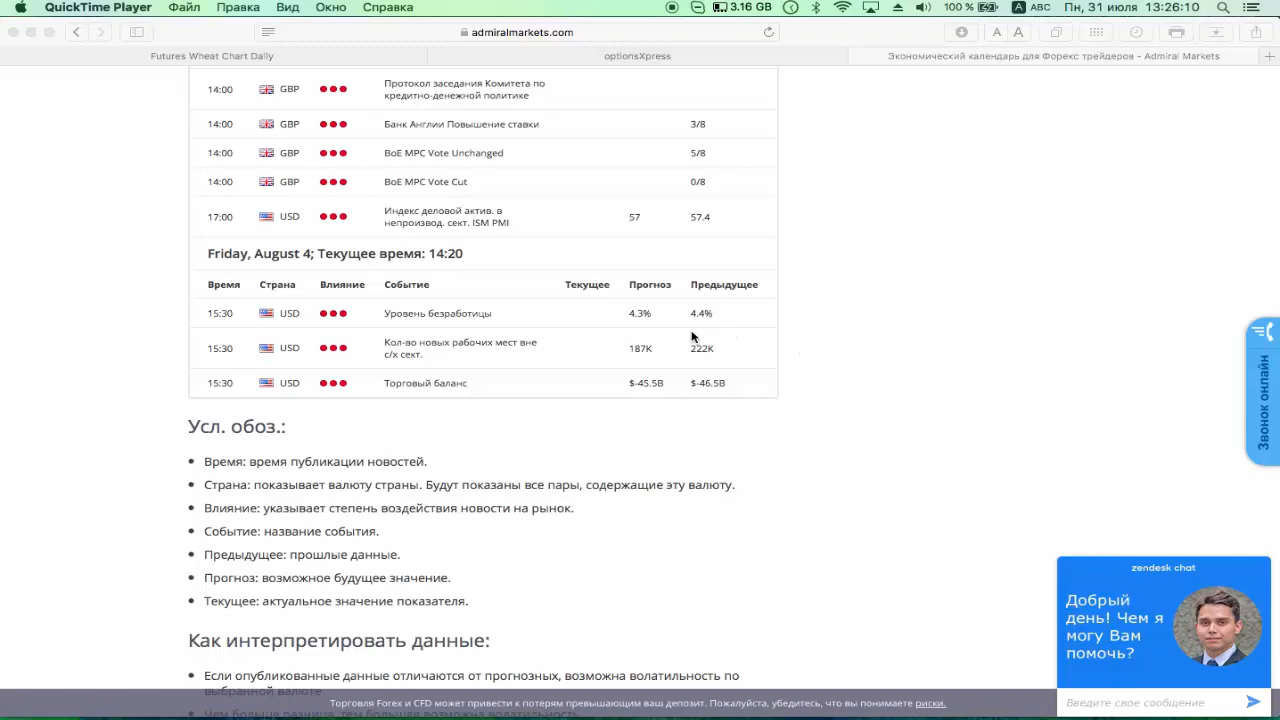 QuickTime Player Файл Правка Вид Окно Справка 3.16 GB 100 % A ABC Пн, 31 июля 13:26:10
admiralmarkets.com
Futures Wheat Chart Daily optionsXpress Экономический календарь для Форекс трейдеров - Admiral Markets
14:00 GBP Протокол заседания Комитета по
кредитно-денежной политике
14:00 GBP Банк Англии Повышение ставки 3/8
14:00 GBP BoE MPC Vote Unchanged 5/8
14:00 GBP BoE MPC Vote Cut 0/8
17:00 USD Индекс деловой актив. в
непроизвод. сект. ISM PMI 57 57.4
Friday, August 4; Текущее время: 14:20
Время Страна Влияние Событие Текущее Прогноз Предыдущее
15:30 USD Уровень безработицы 4.3% 4.4%
15:30 USD Кол-во новых рабочих мест вне
с/х сект. 187K 222K
15:30 USD Торговый баланс $-45.5B $-46.5B
Усл. обоз.:
Время: время публикации новостей.
Страна: показывает валюту страны. Будут показаны все пары, содержащие эту валюту.
Влияние: указывает степень воздействия новости на рынок.
Событие: название события.
Предыдущее: прошлые данные.
Прогноз: возможное будущее значение.
Текущее: актуальное значение показателя.
Как интерпретировать данные:
Если опубликованные данные отличаются от прогнозных, возможна волатильность по
выбранной валюте
Чем больше разница, тем большая возможна волатильность.
Торговля Forex и CFD может привести к потерям превышающим ваш депозит. Пожалуйста, убедитесь, что вы понимаете риски.
Звонок онлайн
zendesk chat
Добрый
день! Чем я
могу Вам
помочь?
Введите свое сообщение